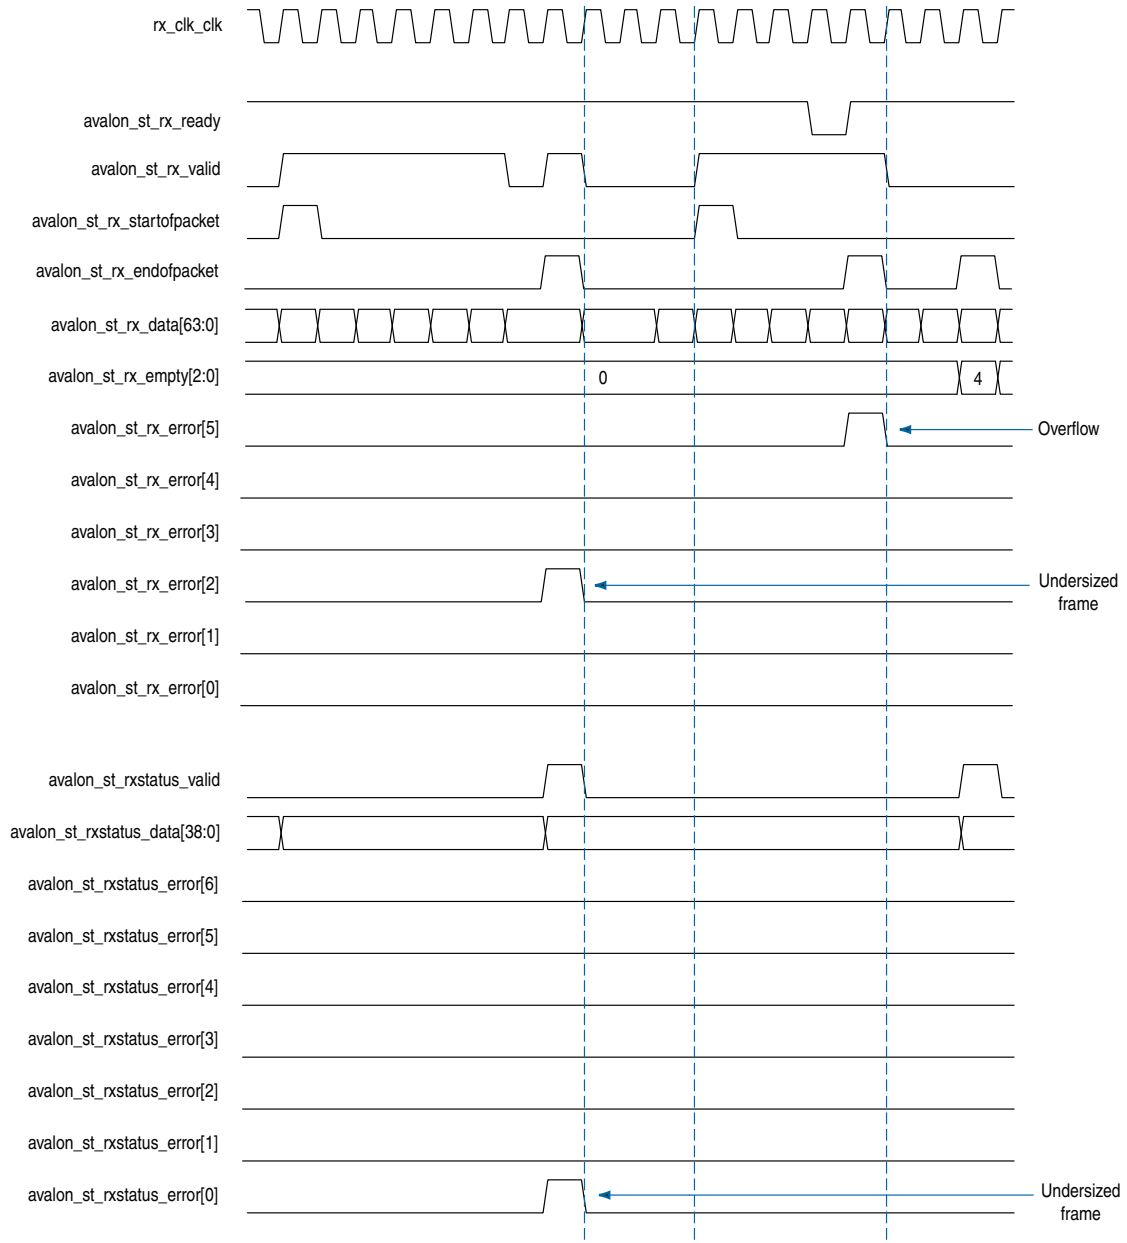 rx_clk_clk
avalon_st_rx_ready
avalon_st_rx_valid
avalon_st_rx_startofpacket
avalon_st_rx_endofpacket
avalon_st_rx_data[63:0]
avalon_st_rx_empty[2:0]
0
4
avalon_st_rx_error[5]
Overflow
avalon_st_rx_error[4]
avalon_st_rx_error[3]
avalon_st_rx_error[2]
Undersized
frame
avalon_st_rx_error[1]
avalon_st_rx_error[0]
avalon_st_rxstatus_valid
avalon_st_rxstatus_data[38:0]
avalon_st_rxstatus_error[6]
avalon_st_rxstatus_error[5]
avalon_st_rxstatus_error[4]
avalon_st_rxstatus_error[3]
avalon_st_rxstatus_error[2]
avalon_st_rxstatus_error[1]
avalon_st_rxstatus_error[0]
Undersized
frame